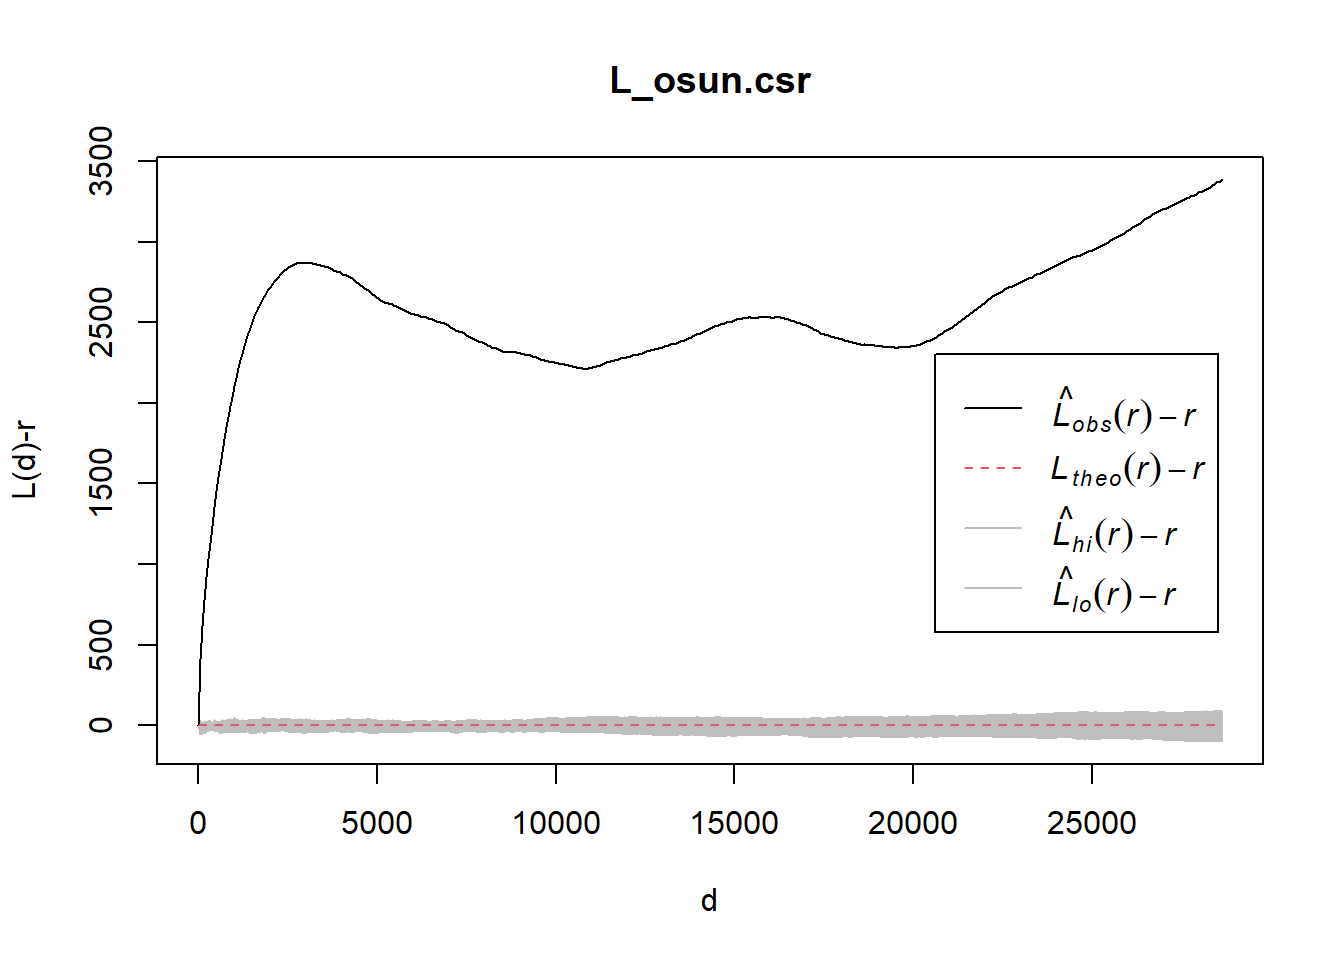 L_osun.csr
L(d)-r
3500
2500
1500
500
0
L̂obs(r) – r
Ltheo(r) – r
L̂hi(r) – r
L̂lo(r) – r
0 5000 10000 15000 20000 25000
d